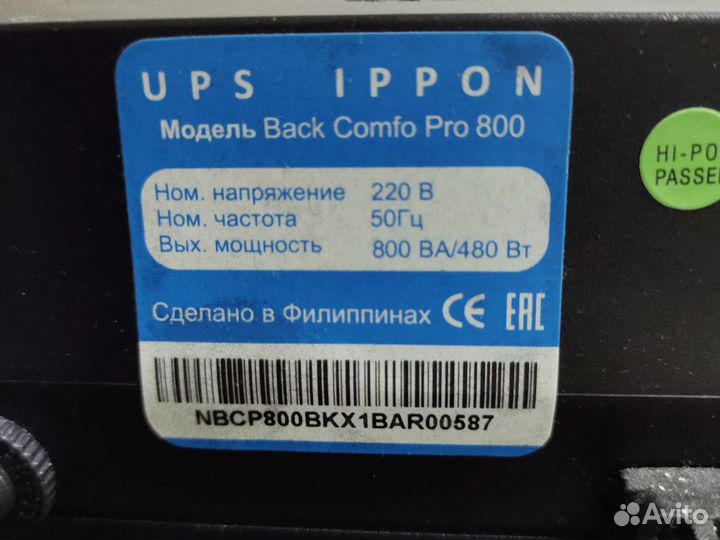 UPS IPPON
Модель Back Comfo Pro 800
Ном. напряжение 220 В
Ном. частота 50Гц
Вых. мощность 800 ВА/480 Вт
Сделано в Филиппинах CE EAC
NBCP800BKX1BAR00587
HI-PO
PASSE
Avito